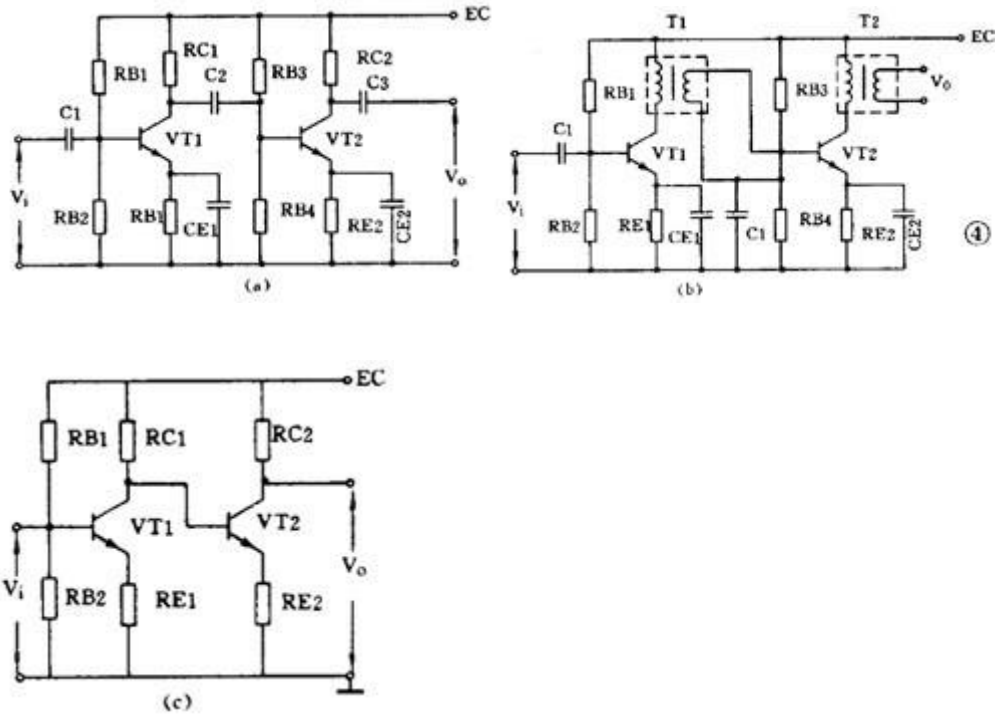 EC
RC1
RC2
RB1
C2
RB3
C3
C1
VT1
VT2
Vi
Vo
RB2
RB1
CE1
RB4
RE2
CE2
(a)
T1
T2
EC
RB1
RB3
Vo
C1
VT1
VT2
Vi
RB2
RE1
CE1
C1
RB4
RE2
CE2
④
(b)
EC
RB1
RC1
RC2
VT1
VT2
Vi
Vo
RB2
RE1
RE2
(c)